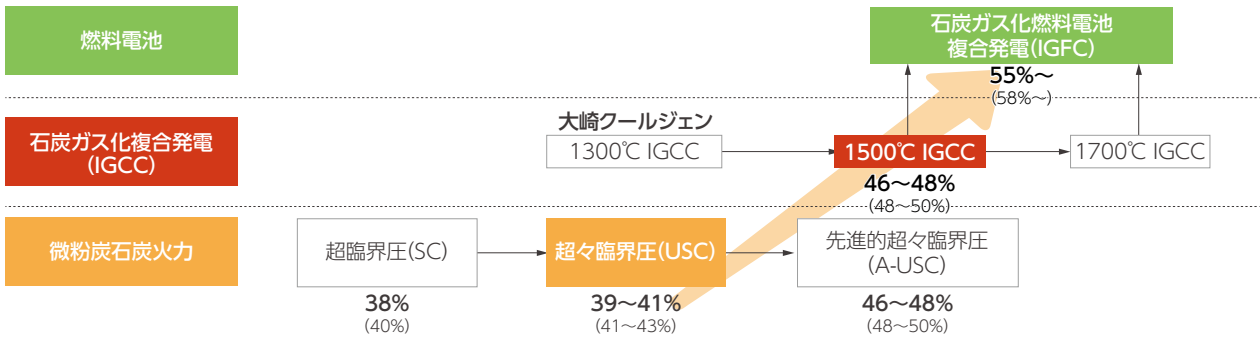 燃料電池
石炭ガス化燃料電池
複合発電(IGFC)
55%～
(58%～)
石炭ガス化複合発電
(IGCC)
大崎クールジェン
1300℃ IGCC
1500℃ IGCC
1700℃ IGCC
46～48%
(48～50%)
微粉炭石炭火力
超臨界圧(SC)
超々臨界圧(USC)
先進的超々臨界圧
(A-USC)
38%
(40%)
39～41%
(41～43%)
46～48%
(48～50%)